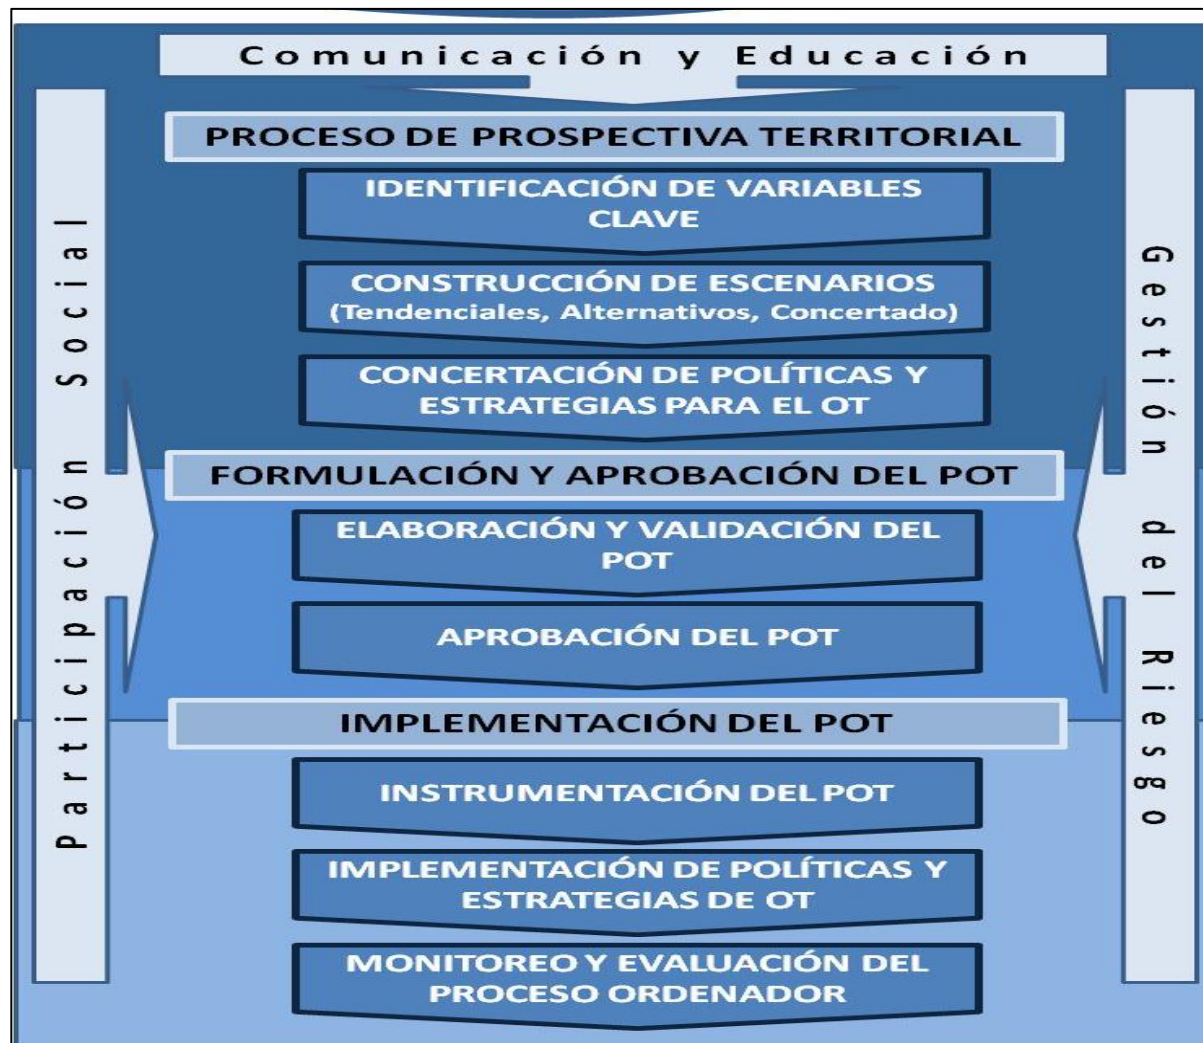 Comunicación y Educación
PROCESO DE PROSPECTIVA TERRITORIAL
IDENTIFICACIÓN DE VARIABLES
CLAVE
CONSTRUCCIÓN DE ESCENARIOS
(Tendenciales, Alternativos, Concertado)
CONCERTACIÓN DE POLÍTICAS Y
ESTRATEGIAS PARA EL OT
FORMULACIÓN Y APROBACIÓN DEL POT
ELABORACIÓN Y VALIDACIÓN DEL
POT
APROBACIÓN DEL POT
IMPLEMENTACIÓN DEL POT
INSTRUMENTACIÓN DEL POT
IMPLEMENTACIÓN DE POLÍTICAS Y
ESTRATEGIAS DE OT
MONITOREO Y EVALUACIÓN DEL
PROCESO ORDENADOR
Participación Social
Gestión del Riesgo